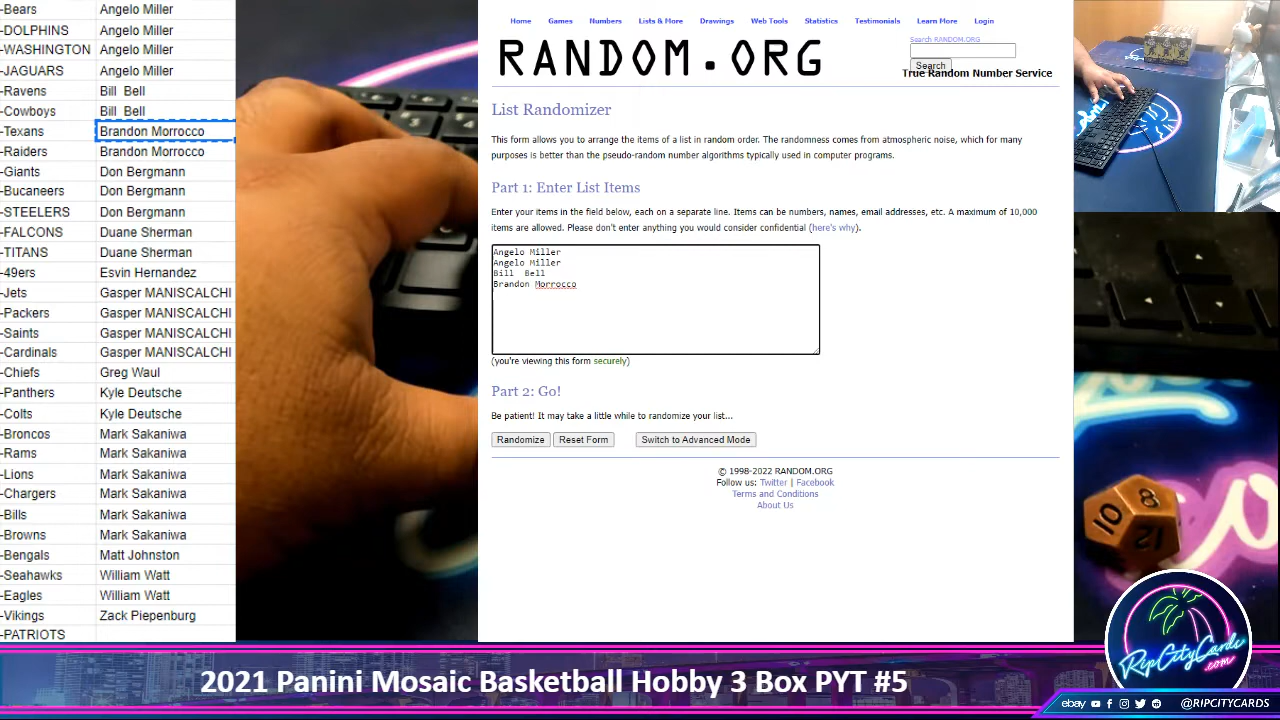 -Bears Angelo Miller
-DOLPHINS Angelo Miller
-WASHINGTON Angelo Miller
-JAGUARS Angelo Miller
-Ravens Bill  Bell
-Cowboys Bill  Bell
-Texans Brandon Morrocco
-Raiders Brandon Morrocco
-Giants Don Bergmann
-Bucaneers Don Bergmann
-STEELERS Don Bergmann
-FALCONS Duane Sherman
-TITANS Duane Sherman
-49ers Esvin Hernandez
-Jets Gasper MANISCALCHI
-Packers Gasper MANISCALCHI
-Saints Gasper MANISCALCHI
-Cardinals Gasper MANISCALCHI
-Chiefs Greg Waul
-Panthers Kyle Deutsche
-Colts Kyle Deutsche
-Broncos Mark Sakaniwa
-Rams Mark Sakaniwa
-Lions Mark Sakaniwa
-Chargers Mark Sakaniwa
-Bills Mark Sakaniwa
-Browns Mark Sakaniwa
-Bengals Matt Johnston
-Seahawks William Watt
-Eagles William Watt
-Vikings Zack Piepenburg
-PATRIOTS
Home Games Numbers Lists & More Drawings Web Tools Statistics Testimonials Learn More Login
RANDOM.ORG
Search RANDOM.ORG
Search
True Random Number Service
List Randomizer
This form allows you to arrange the items of a list in random order. The randomness comes from atmospheric noise, which for many
purposes is better than the pseudo-random number algorithms typically used in computer programs.
Part 1: Enter List Items
Enter your items in the field below, each on a separate line. Items can be numbers, names, email addresses, etc. A maximum of 10,000
items are allowed. Please don't enter anything you would consider confidential (here's why).
Angelo Miller
Angelo Miller
Bill  Bell
Brandon Morrocco
(you're viewing this form securely)
Part 2: Go!
Be patient! It may take a little while to randomize your list...
Randomize Reset Form Switch to Advanced Mode
© 1998-2022 RANDOM.ORG
Follow us: Twitter | Facebook
Terms and Conditions
About Us
10 8
12
RipCityCards
.com
2021 Panini Mosaic Basketball Hobby 3 Box PYT #5
ebay @RIPCITYCARDS